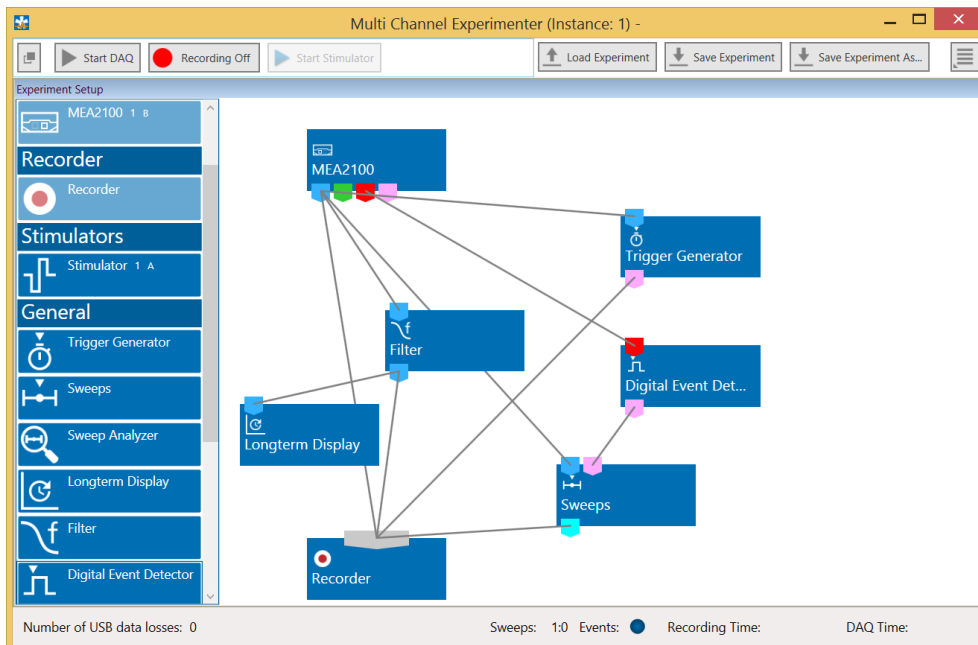 Multi Channel Experimenter (Instance: 1) -
Start DAQ
Recording Off
Start Stimulator
Load Experiment
Save Experiment
Save Experiment As...
Experiment Setup
MEA2100 1 B
Recorder
Recorder
Stimulators
Stimulator 1 A
General
Trigger Generator
Sweeps
Sweep Analyzer
Longterm Display
Filter
Digital Event Detector
MEA2100
Trigger Generator
Filter
Digital Event Det...
Longterm Display
Sweeps
Recorder
Number of USB data losses: 0
Sweeps: 1:0 Events:
Recording Time:
DAQ Time: